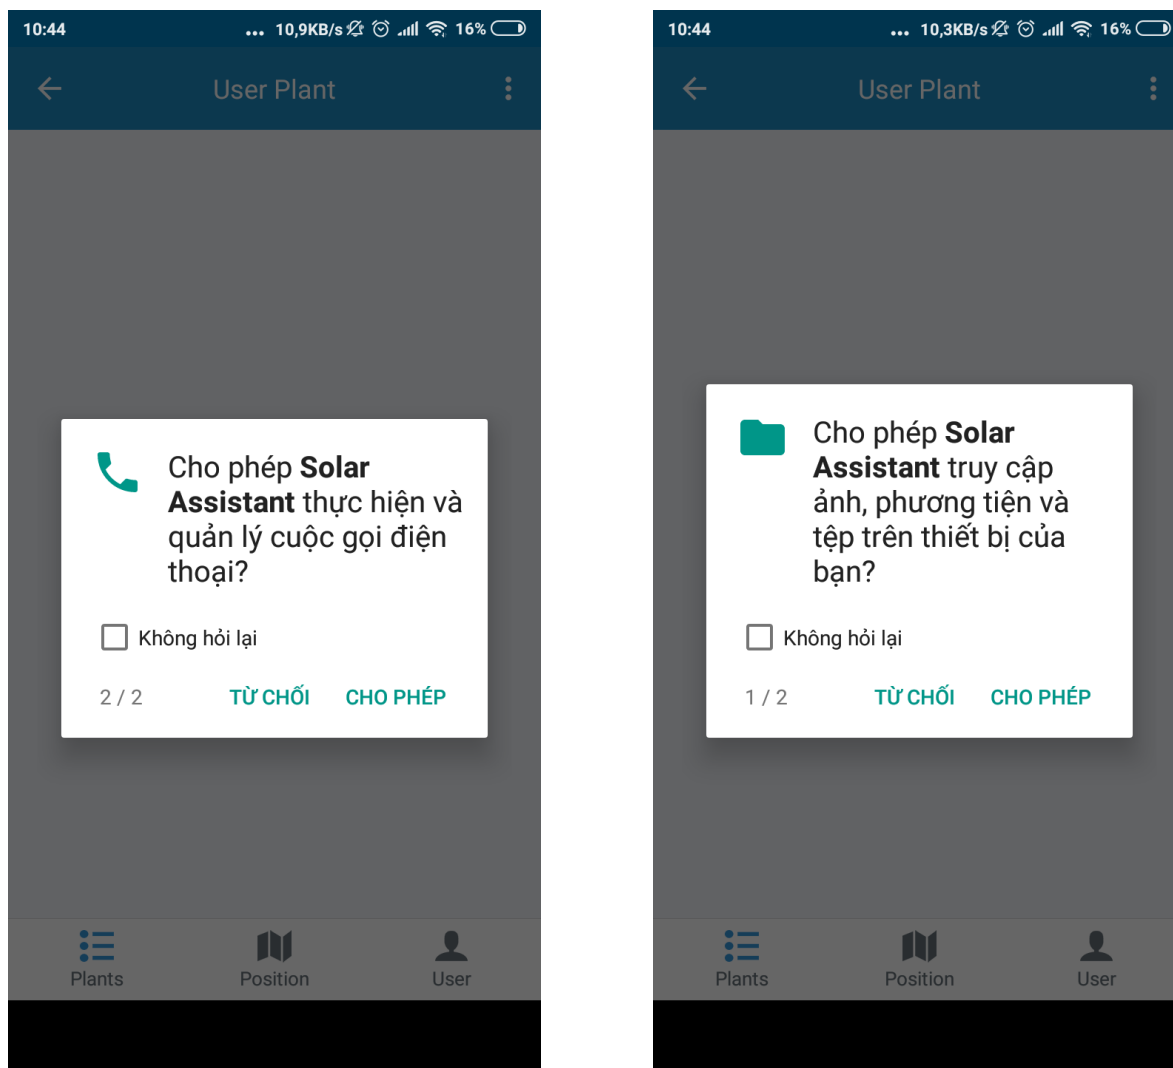 10:44
... 10,9KB/s 16%
User Plant
Cho phép Solar
Assistant thực hiện và
quản lý cuộc gọi điện
thoại?
Không hỏi lại
2 / 2 TỪ CHỐI CHO PHÉP
Plants Position User
10:44
... 10,3KB/s 16%
User Plant
Cho phép Solar
Assistant truy cập
ảnh, phương tiện và
tệp trên thiết bị của
bạn?
Không hỏi lại
1 / 2 TỪ CHỐI CHO PHÉP
Plants Position User